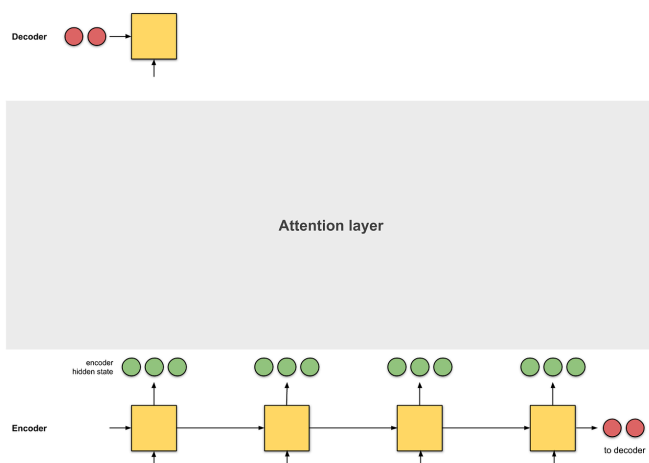 Decoder
Attention layer
encoder
hidden state
Encoder
to decoder